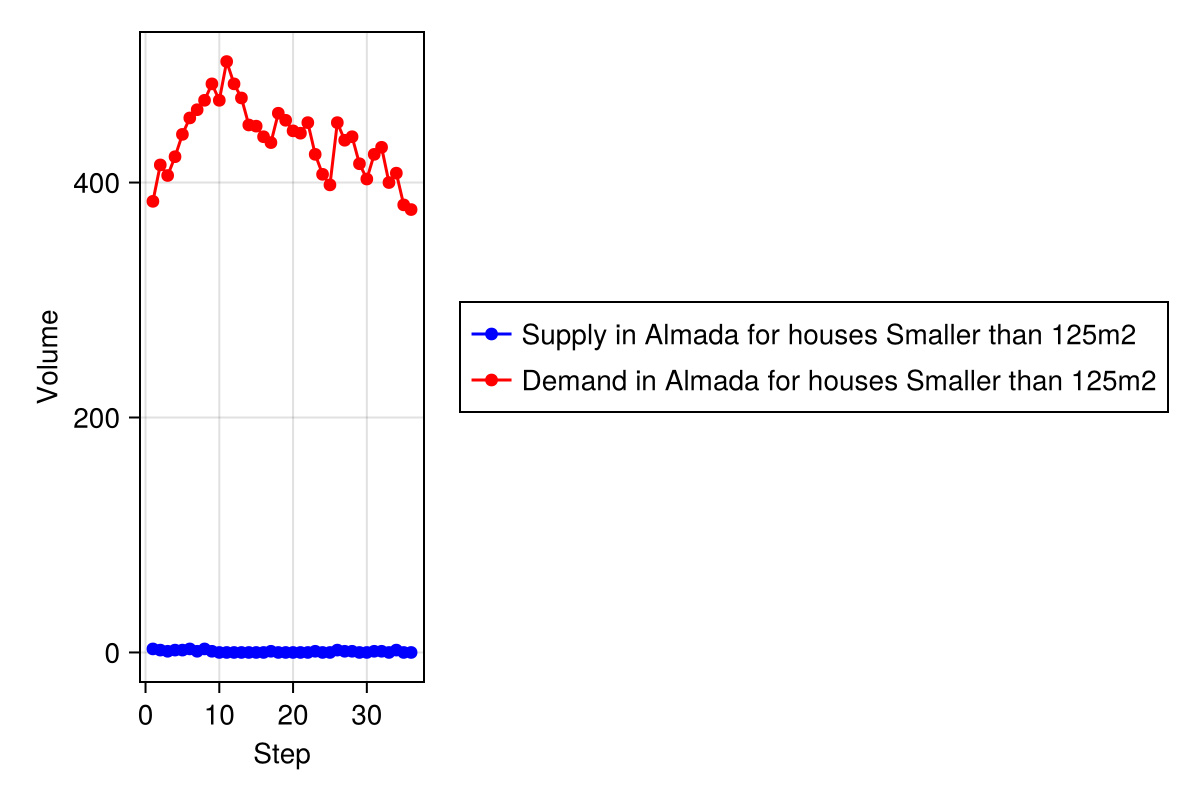 Volume
400
200
0
0 10 20 30
Step
Supply in Almada for houses Smaller than 125m2
Demand in Almada for houses Smaller than 125m2